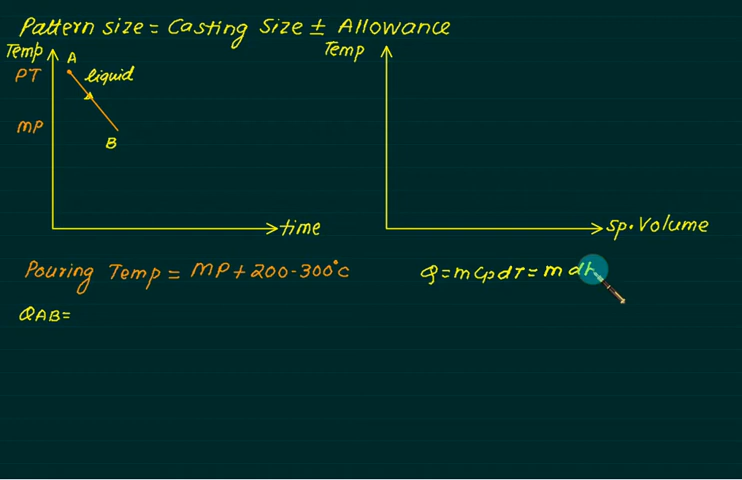 Pattern size = Casting Size ± Allowance
Temp
A
PT
liquid
MP
B
time
Temp
sp. Volume
Pouring Temp = MP + 200-300°C
Q = m Cp dT = m dh
QAB =